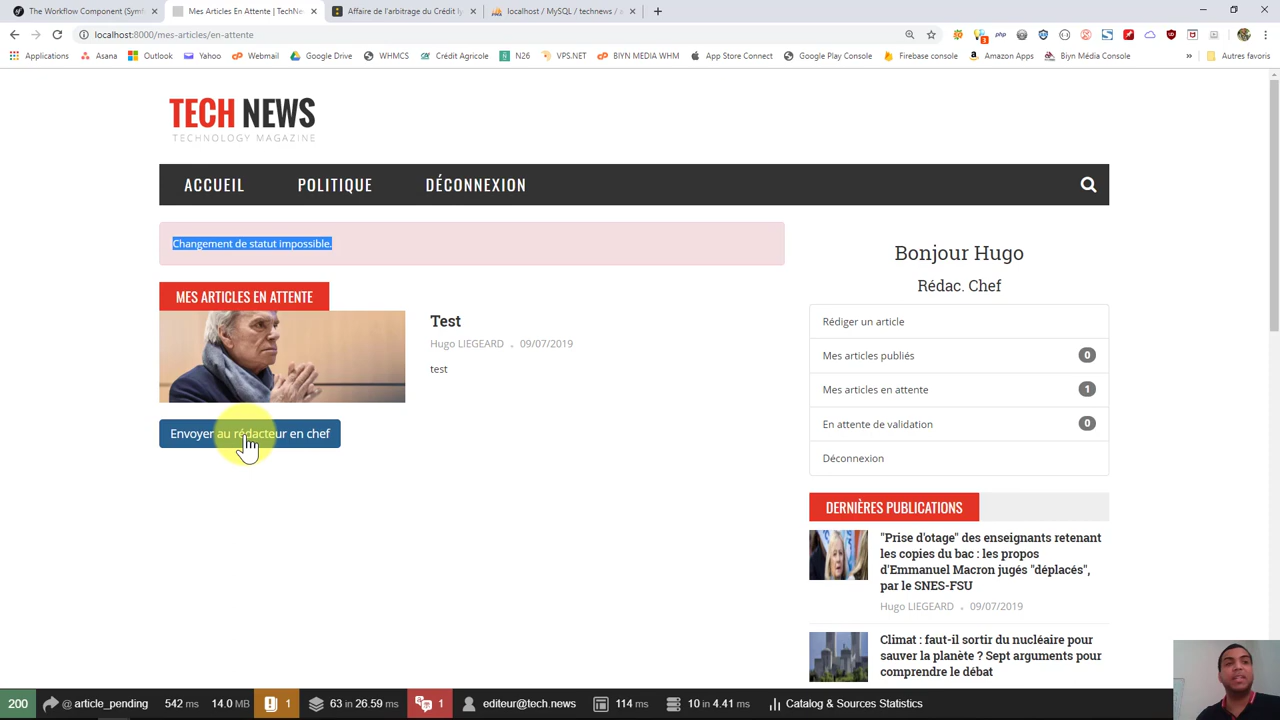 The Workflow Component (Symf
Mes Articles En Attente | TechNe
Affaire de l'arbitrage du Crédit ly
localhost / MySQL / technews / a
localhost:8000/mes-articles/en-attente
Applications
Asana
Outlook
Yahoo
Webmail
Google Drive
WHMCS
Crédit Agricole
N26
VPS.NET
BIYN MEDIA WHM
App Store Connect
Google Play Console
Firebase console
Amazon Apps
Biyn Média Console
»
Autres favoris
TECH NEWS
TECHNOLOGY MAGAZINE
ACCUEIL
POLITIQUE
DÉCONNEXION
Changement de statut impossible.
MES ARTICLES EN ATTENTE
Test
Hugo LIEGEARD . 09/07/2019
test
Envoyer au rédacteur en chef
Bonjour Hugo
Rédac. Chef
Rédiger un article
Mes articles publiés 0
Mes articles en attente 1
En attente de validation 0
Déconnexion
DERNIÈRES PUBLICATIONS
"Prise d'otage" des enseignants retenant
les copies du bac : les propos
d'Emmanuel Macron jugés "déplacés",
par le SNES-FSU
Hugo LIEGEARD . 09/07/2019
Climat : faut-il sortir du nucléaire pour
sauver la planète ? Sept arguments pour
comprendre le débat
200
@ article_pending
542 ms
14.0 MB
1
63 in 26.59 ms
1
editeur@tech.news
114 ms
10 in 4.41 ms
Catalog & Sources Statistics